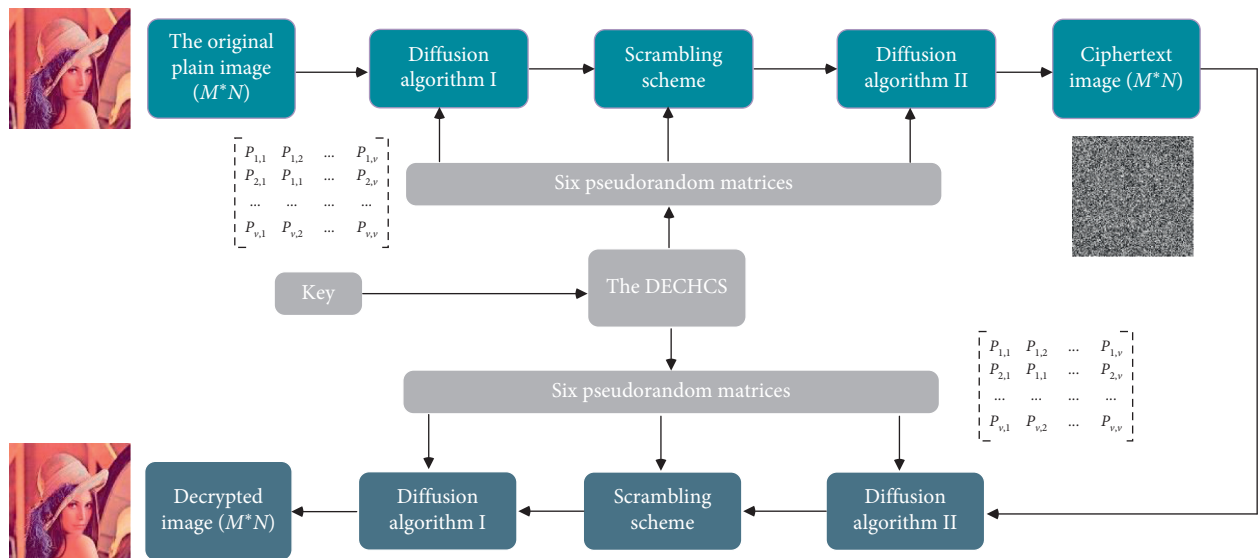 The original
plain image
(M*N)
Diffusion
algorithm I
Scrambling
scheme
Diffusion
algorithm II
Ciphertext
image (M*N)
P1,1 P1,2 ... P1,v
P2,1 P1,1 ... P2,v
... ... ... ...
Pv,1 Pv,2 ... Pv,v
Six pseudorandom matrices
Key
The DECHCS
P1,1 P1,2 ... P1,v
P2,1 P1,1 ... P2,v
... ... ... ...
Pv,1 Pv,2 ... Pv,v
Six pseudorandom matrices
Decrypted
image (M*N)
Diffusion
algorithm I
Scrambling
scheme
Diffusion
algorithm II